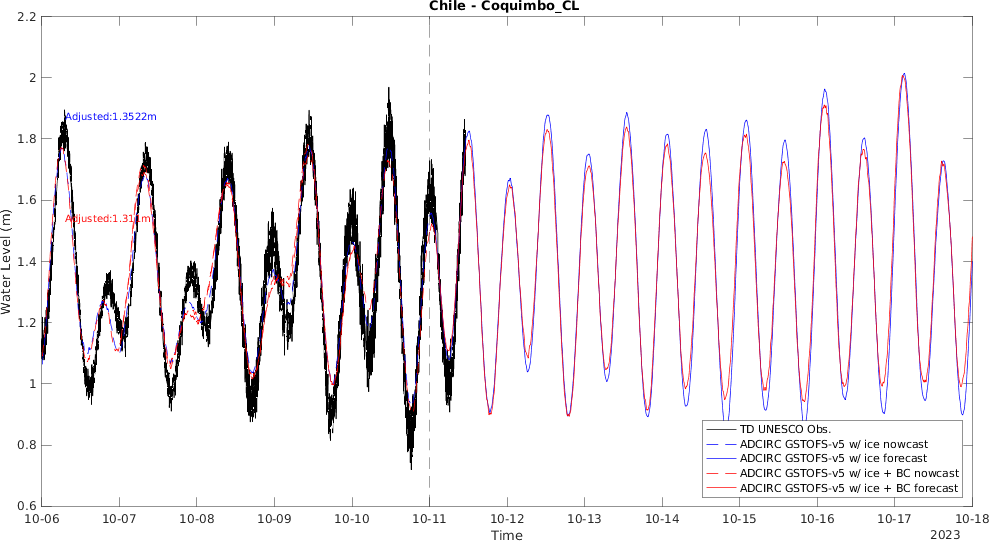 Chile - Coquimbo_CL
2.2
2
1.8
1.6
1.4
1.2
1
0.8
0.6
Water Level (m)
Adjusted:1.3522m
Adjusted:1.311m
TD UNESCO Obs.
ADCIRC GSTOFS-v5 w/ ice nowcast
ADCIRC GSTOFS-v5 w/ ice forecast
ADCIRC GSTOFS-v5 w/ ice + BC nowcast
ADCIRC GSTOFS-v5 w/ ice + BC forecast
10-06 10-07 10-08 10-09 10-10 10-11 10-12 10-13 10-14 10-15 10-16 10-17 10-18
Time
2023